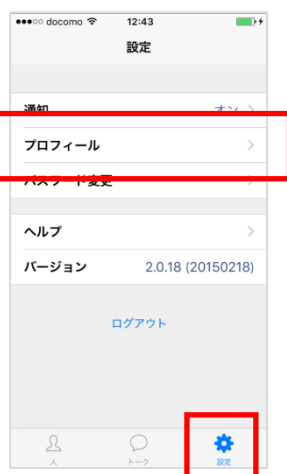 docomo 12:43
設定
通知 オン
プロフィール
パスワード変更
ヘルプ
バージョン 2.0.18 (20150218)
ログアウト
人 トーク 設定